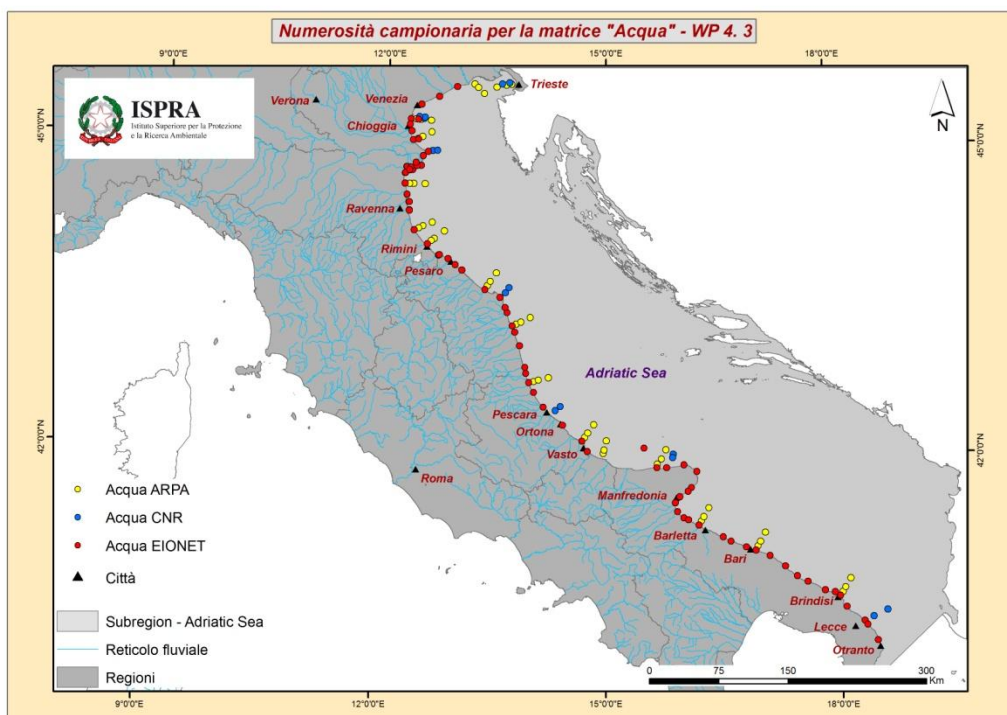 Numerosità campionaria per la matrice "Acqua" - WP 4. 3
9°0'0"E
12°0'0"E
15°0'0"E
18°0'0"E
ISPRA
Istituto Superiore per la Protezione
e la Ricerca Ambientale
Verona
Venezia
Trieste
Chioggia
N
45°0'0"N
45°0'0"N
Ravenna
Rimini
Pesaro
Adriatic Sea
Pescara
Ortona
42°0'0"N
42°0'0"N
Vasto
Roma
Manfredonia
Barletta
Bari
Brindisi
Lecce
Otranto
Acqua ARPA
Acqua CNR
Acqua EIONET
Città
Subregion - Adriatic Sea
Reticolo fluviale
Regioni
0
75
150
300
Km
9°0'0"E
12°0'0"E
15°0'0"E
18°0'0"E